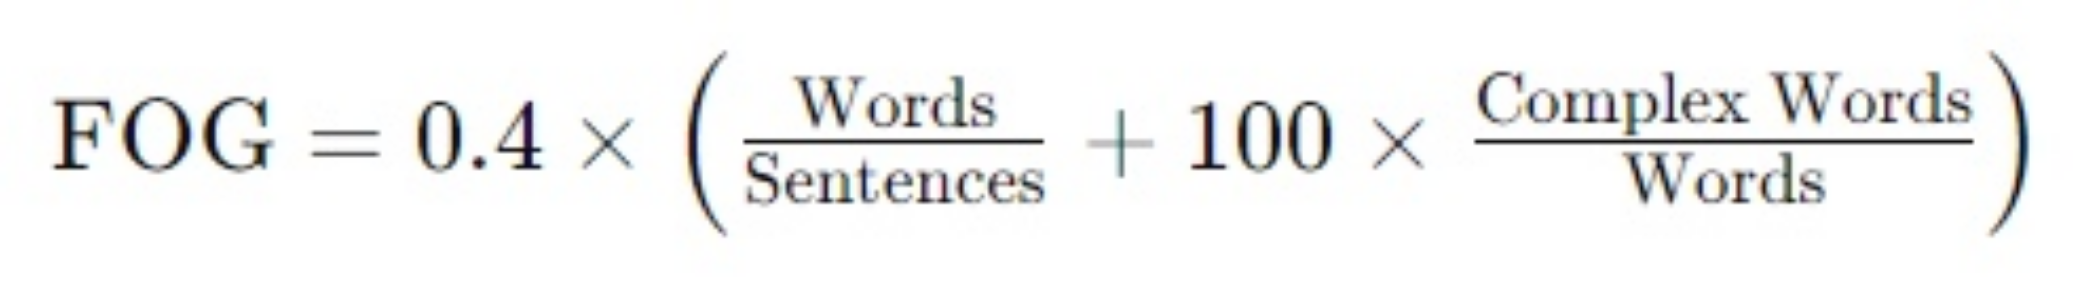 FOG = 0.4 × ( Words / Sentences + 100 × Complex Words / Words )